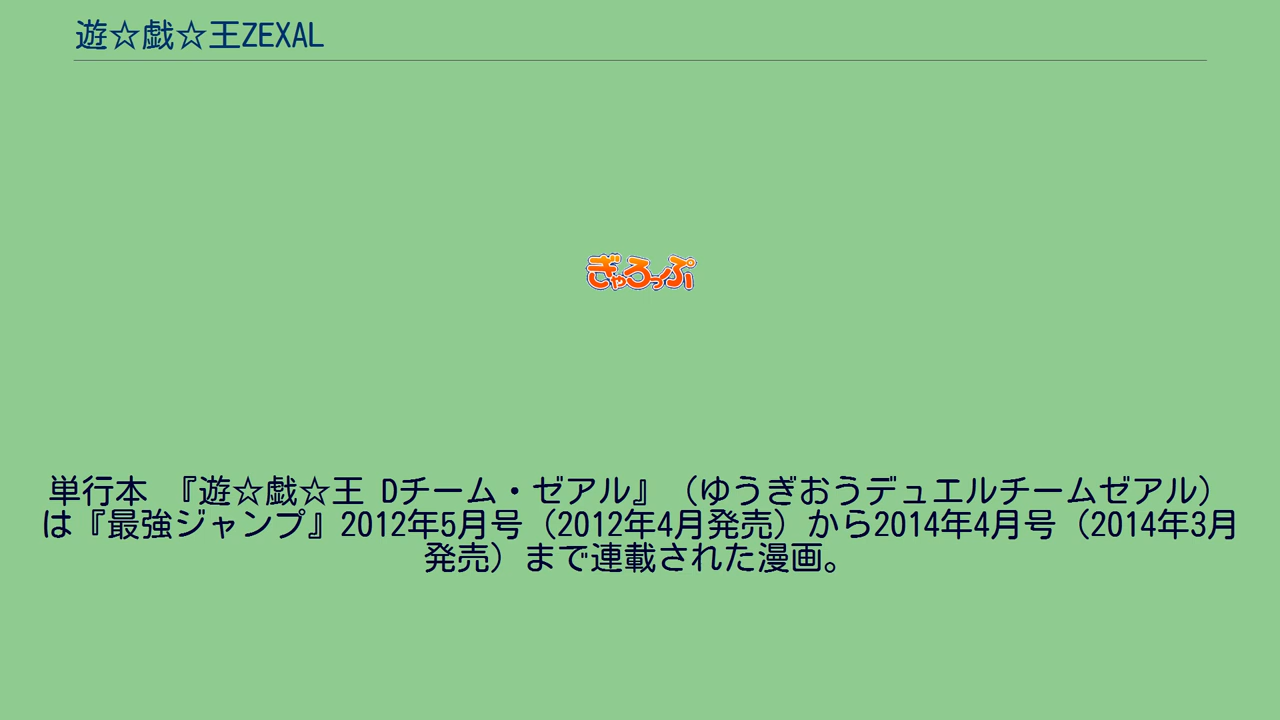 遊☆戯☆王ZEXAL
ぎゃろっぷ
単行本 『遊☆戯☆王 Dチーム・ゼアル』（ゆうぎおうデュエルチームゼアル）
は『最強ジャンプ』2012年5月号（2012年4月発売）から2014年4月号（2014年3月
発売）まで連載された漫画。